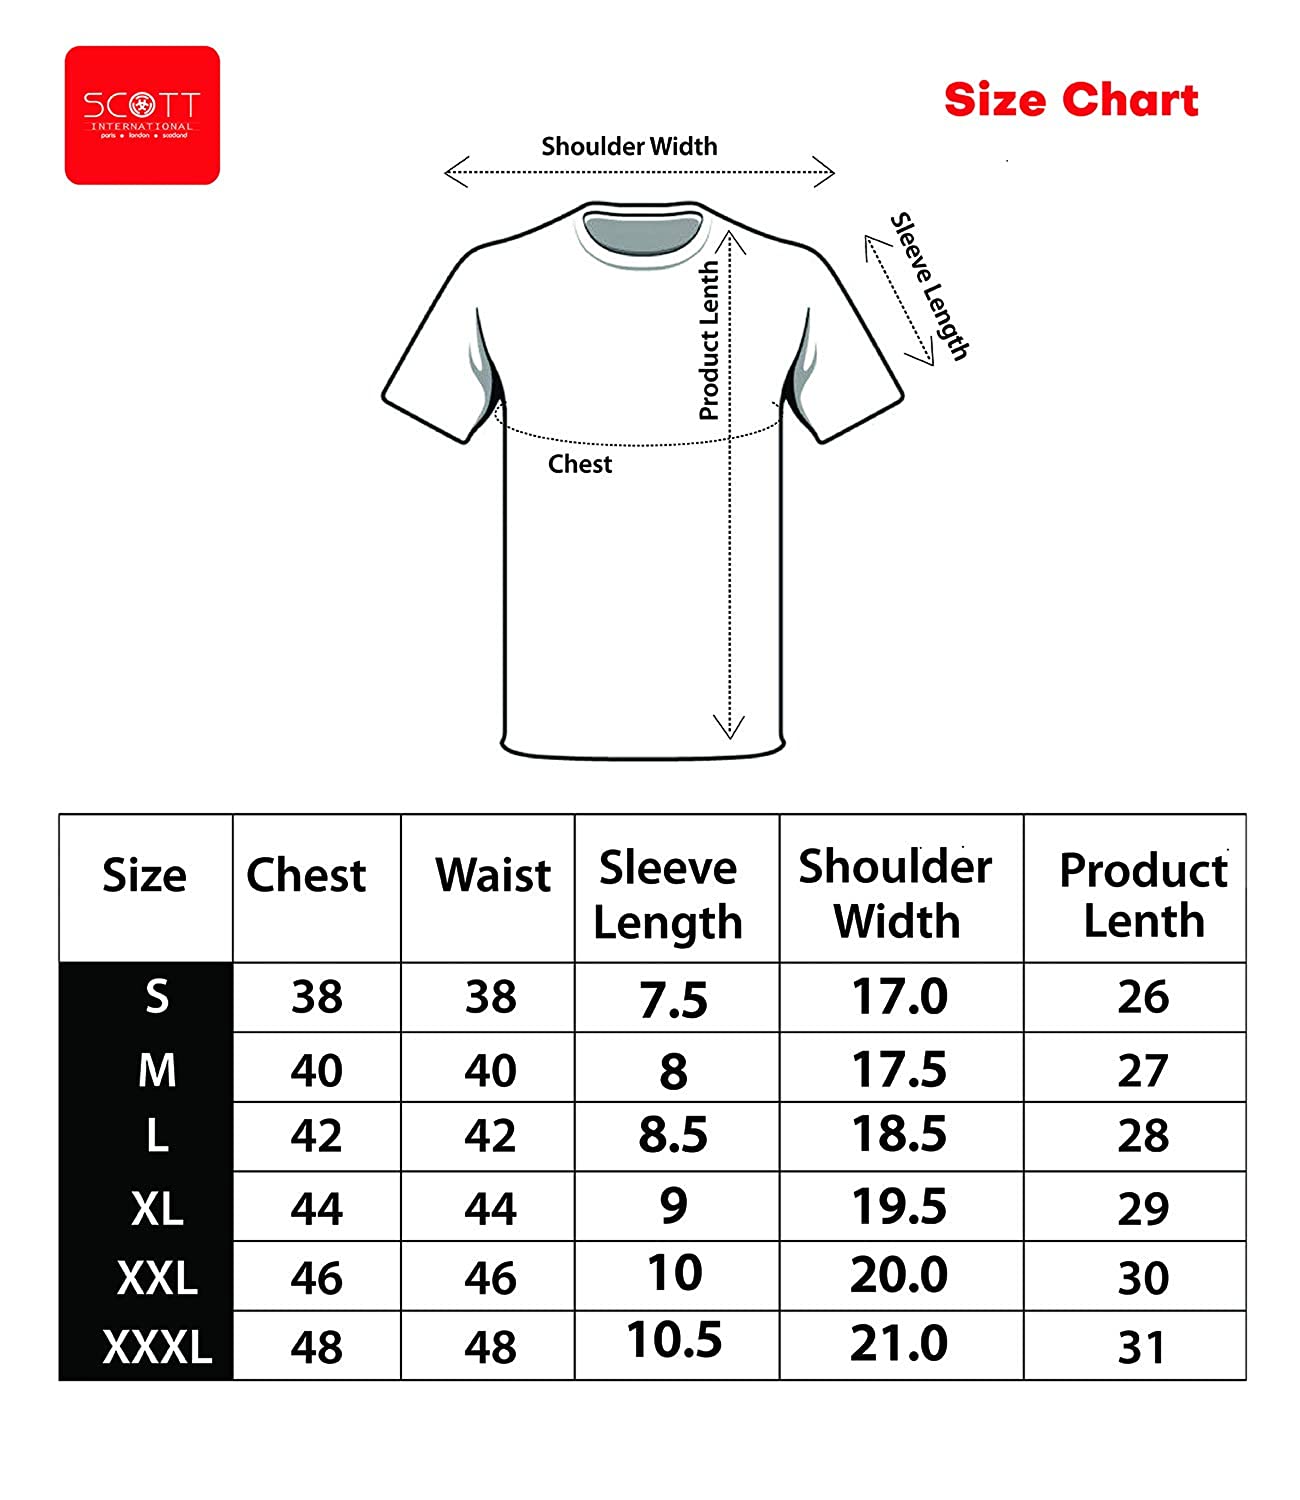 SCOTT
INTERNATIONAL
paris • london • scotland
Size Chart
Shoulder Width
Sleeve Length
Product Lenth
Chest
Size Chest Waist Sleeve Length Shoulder Width Product Lenth
S 38 38 7.5 17.0 26
M 40 40 8 17.5 27
L 42 42 8.5 18.5 28
XL 44 44 9 19.5 29
XXL 46 46 10 20.0 30
XXXL 48 48 10.5 21.0 31